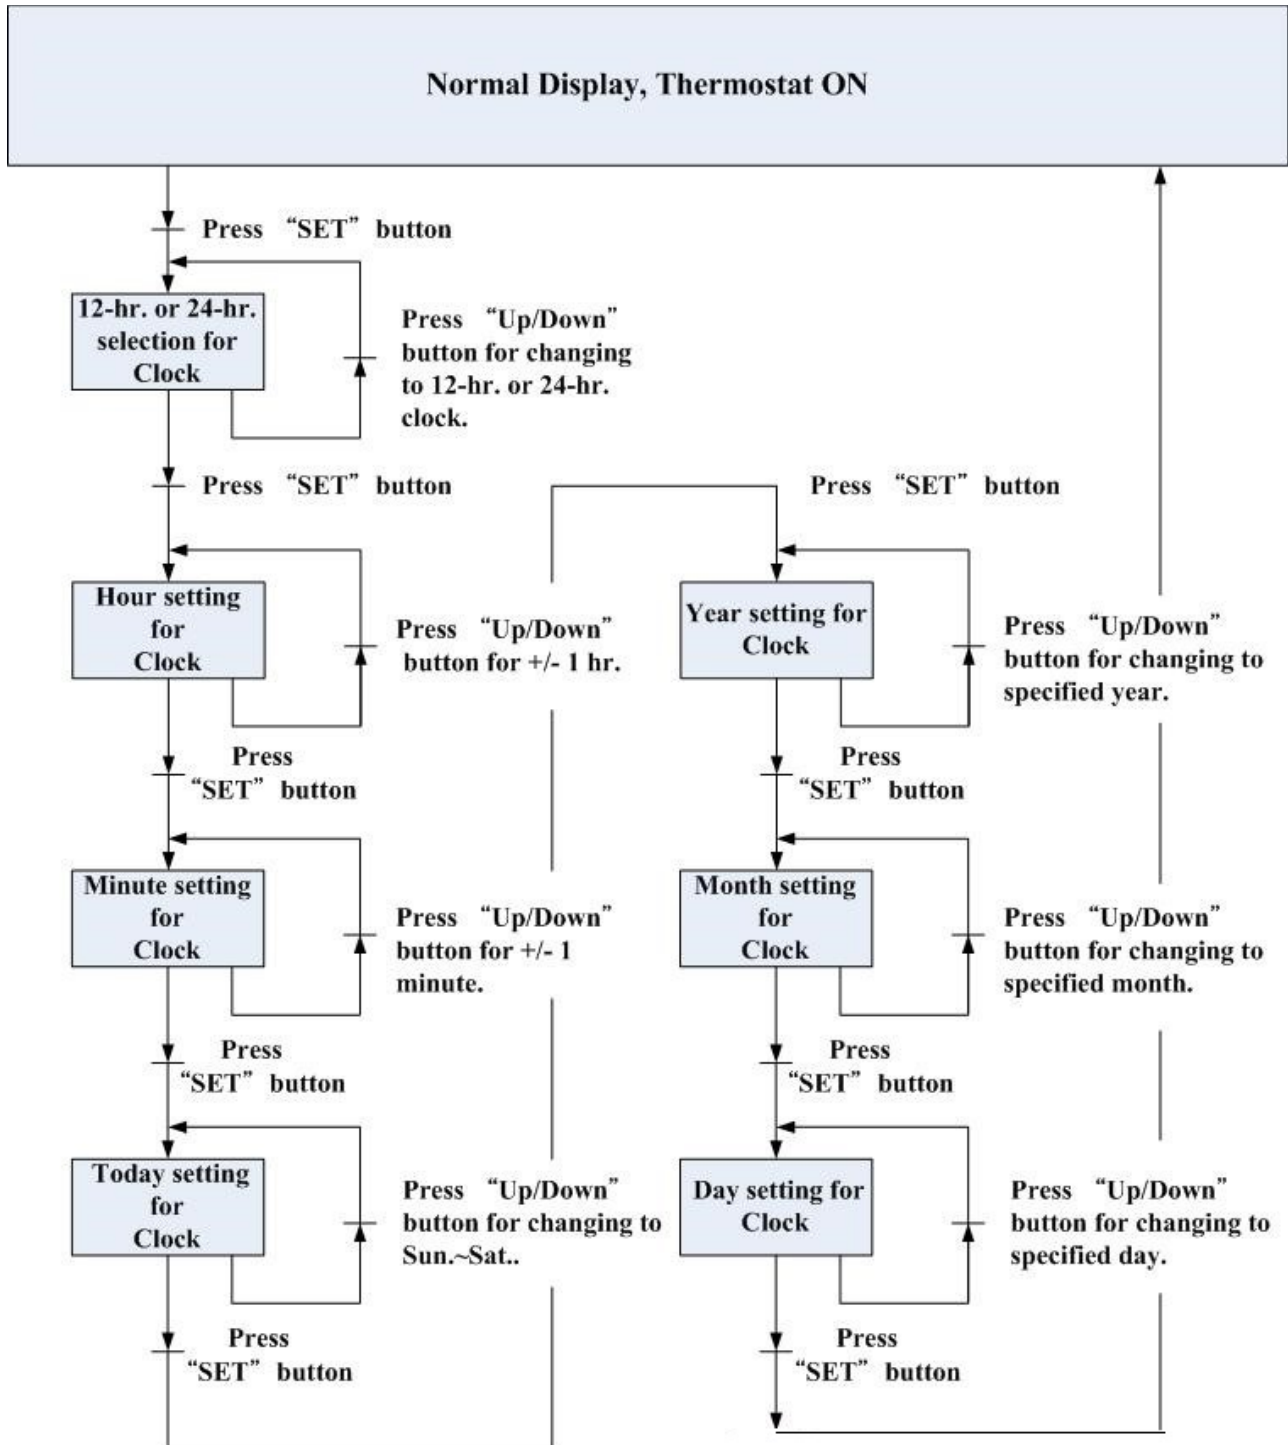 Normal Display, Thermostat ON
Press “SET” button
12-hr. or 24-hr.
selection for
Clock
Press “Up/Down”
button for changing
to 12-hr. or 24-hr.
clock.
Press “SET” button
Hour setting
for
Clock
Press “Up/Down”
button for +/- 1 hr.
Press
“SET” button
Minute setting
for
Clock
Press “Up/Down”
button for +/- 1
minute.
Press
“SET” button
Today setting
for
Clock
Press “Up/Down”
button for changing to
Sun.~Sat..
Press
“SET” button
Press “SET” button
Year setting for
Clock
Press “Up/Down”
button for changing to
specified year.
Press
“SET” button
Month setting
for
Clock
Press “Up/Down”
button for changing to
specified month.
Press
“SET” button
Day setting for
Clock
Press “Up/Down”
button for changing to
specified day.
Press
“SET” button